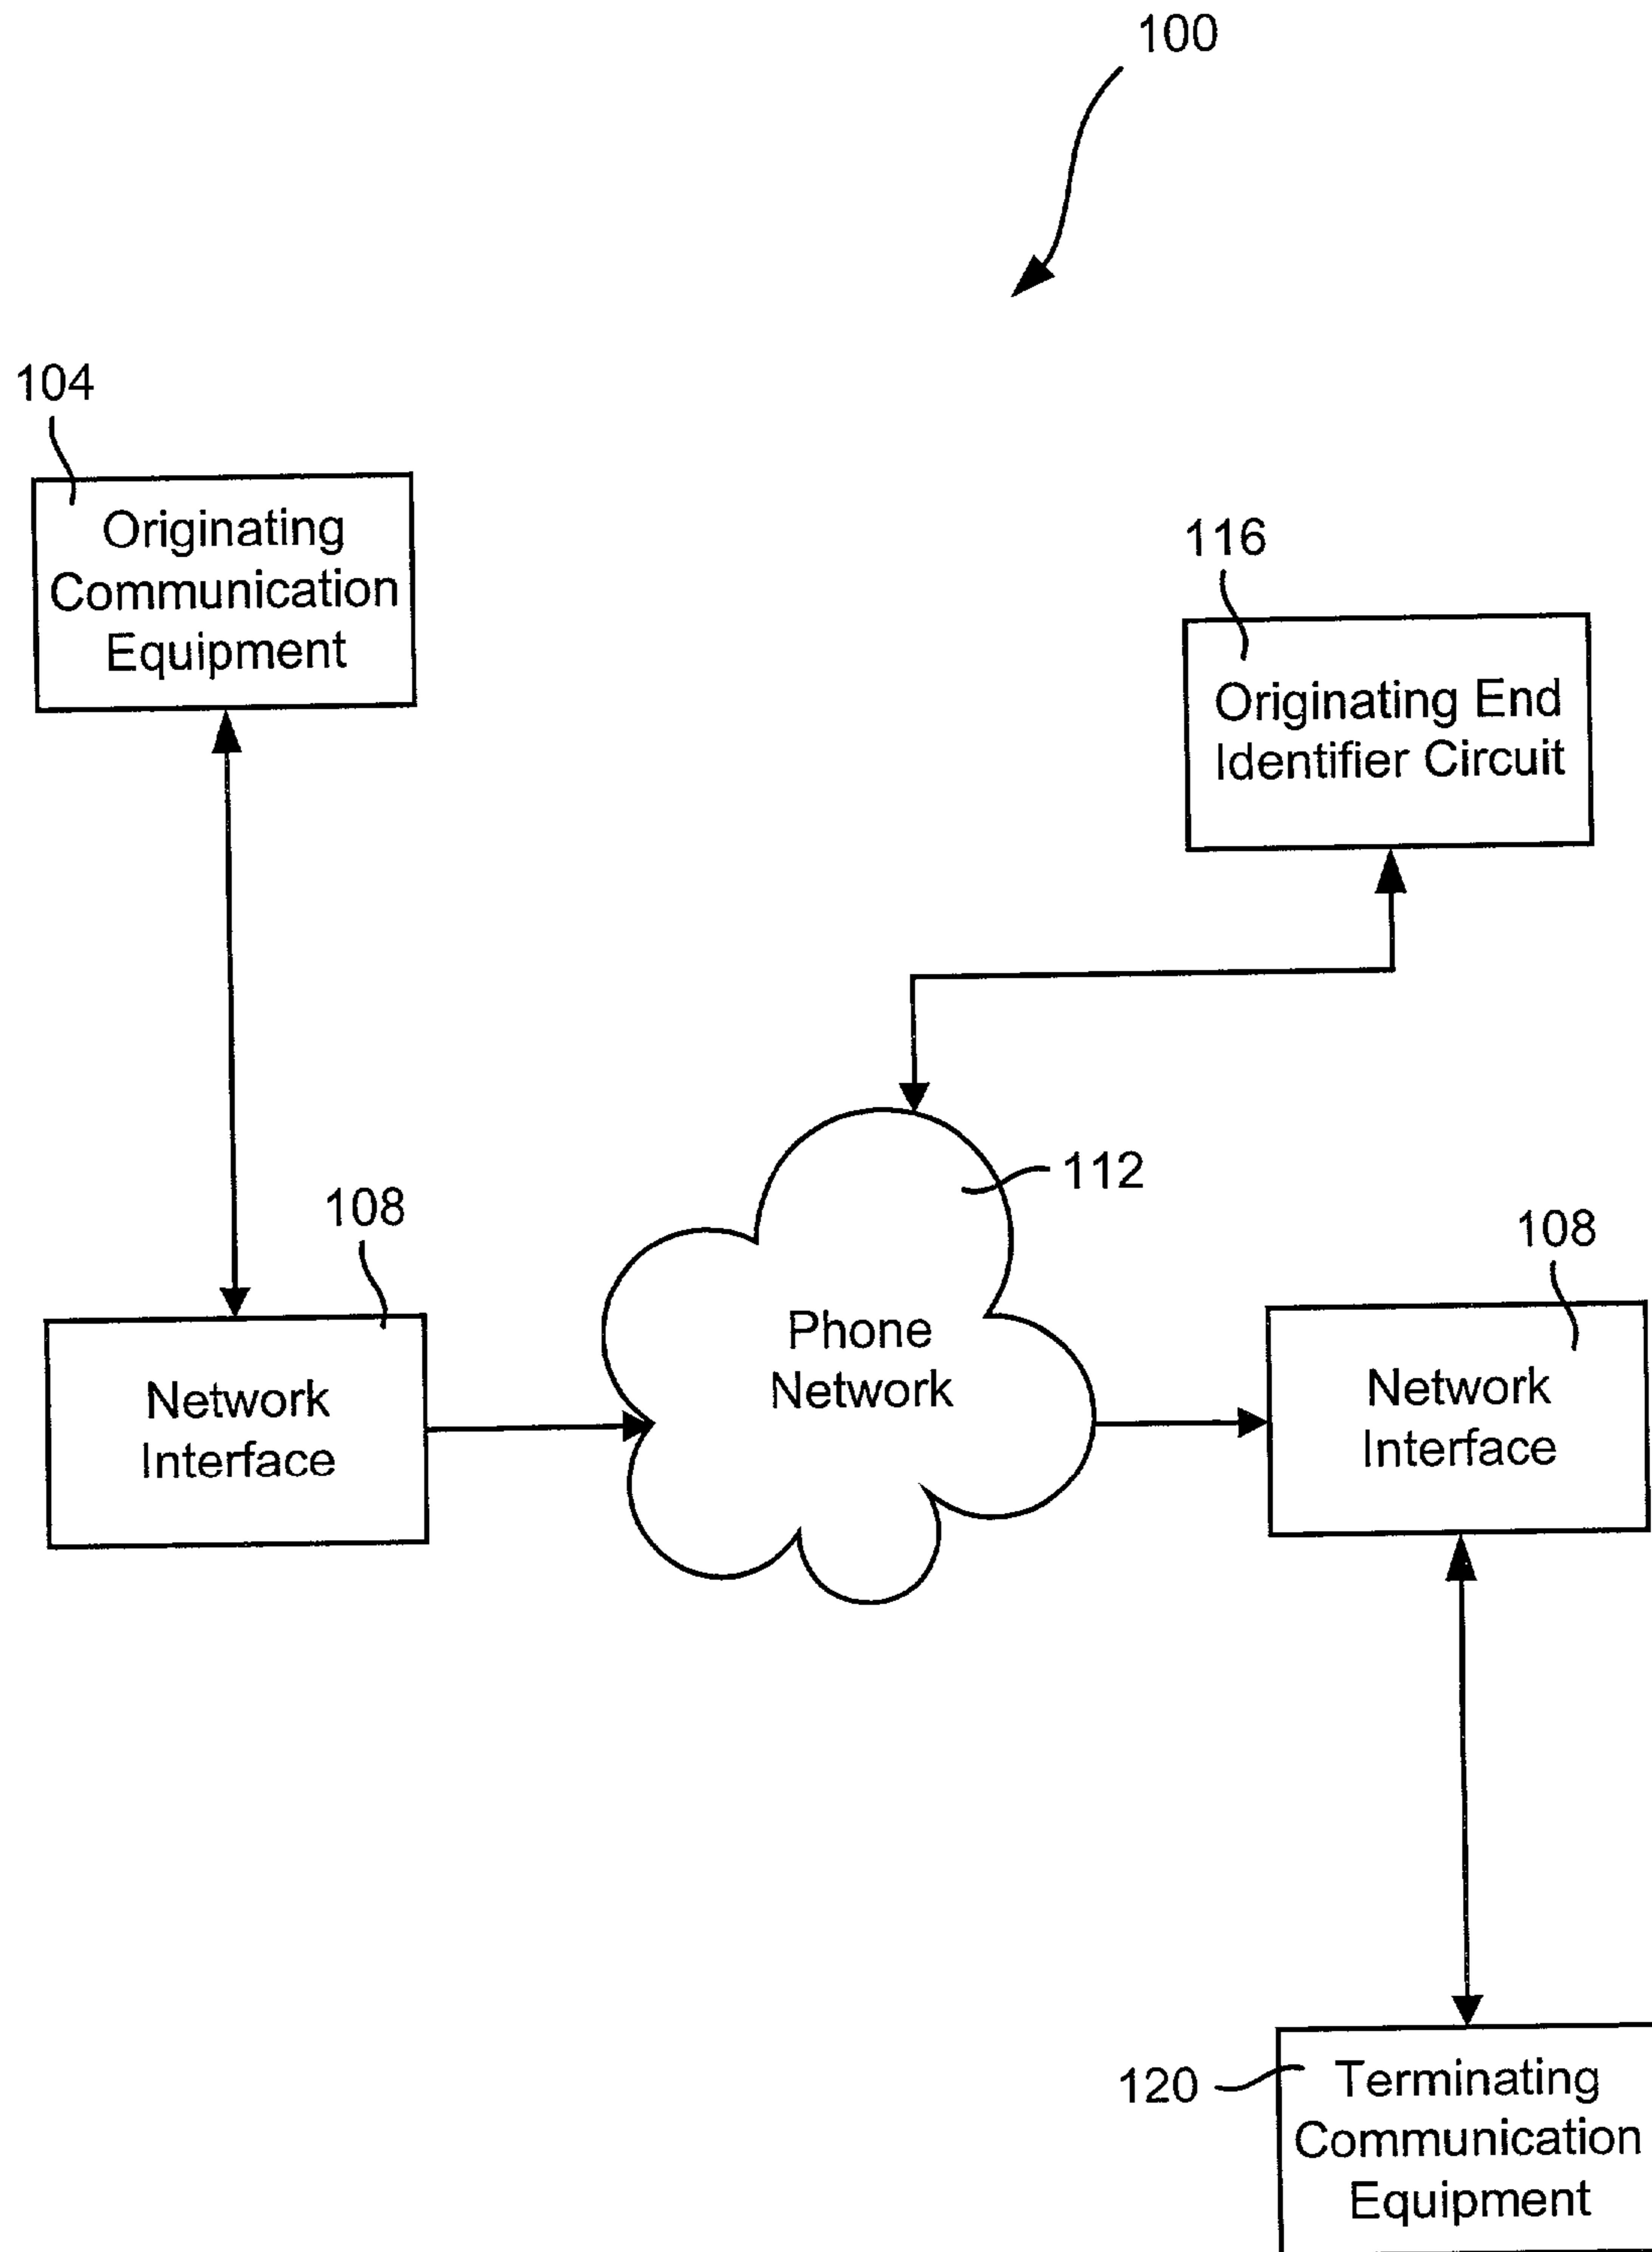 100
104
Originating
Communication
Equipment
116
Originating End
Identifier Circuit
112
108
108
Phone
Network
Network
Interface
Network
Interface
120
Terminating
Communication
Equipment